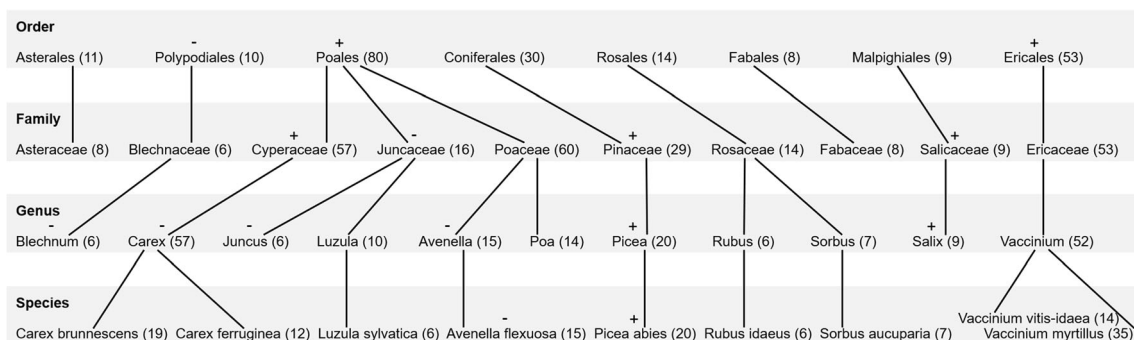 Order
- + +
Asterales (11) Polypodiales (10) Poales (80) Coniferales (30) Rosales (14) Fabales (8) Malpighiales (9) Ericales (53)
Family
+ - + +
Asteraceae (8) Blechnaceae (6) Cyperaceae (57) Juncaceae (16) Poaceae (60) Pinaceae (29) Rosaceae (14) Fabaceae (8) Salicaceae (9) Ericaceae (53)
Genus
- - - - + +
Blechnum (6) Carex (57) Juncus (6) Luzula (10) Avenella (15) Poa (14) Picea (20) Rubus (6) Sorbus (7) Salix (9) Vaccinium (52)
Species
- +
Vaccinium vitis-idaea (14)
Carex brunnescens (19) Carex ferruginea (12) Luzula sylvatica (6) Avenella flexuosa (15) Picea abies (20) Rubus idaeus (6) Sorbus aucuparia (7) Vaccinium myrtillus (35)